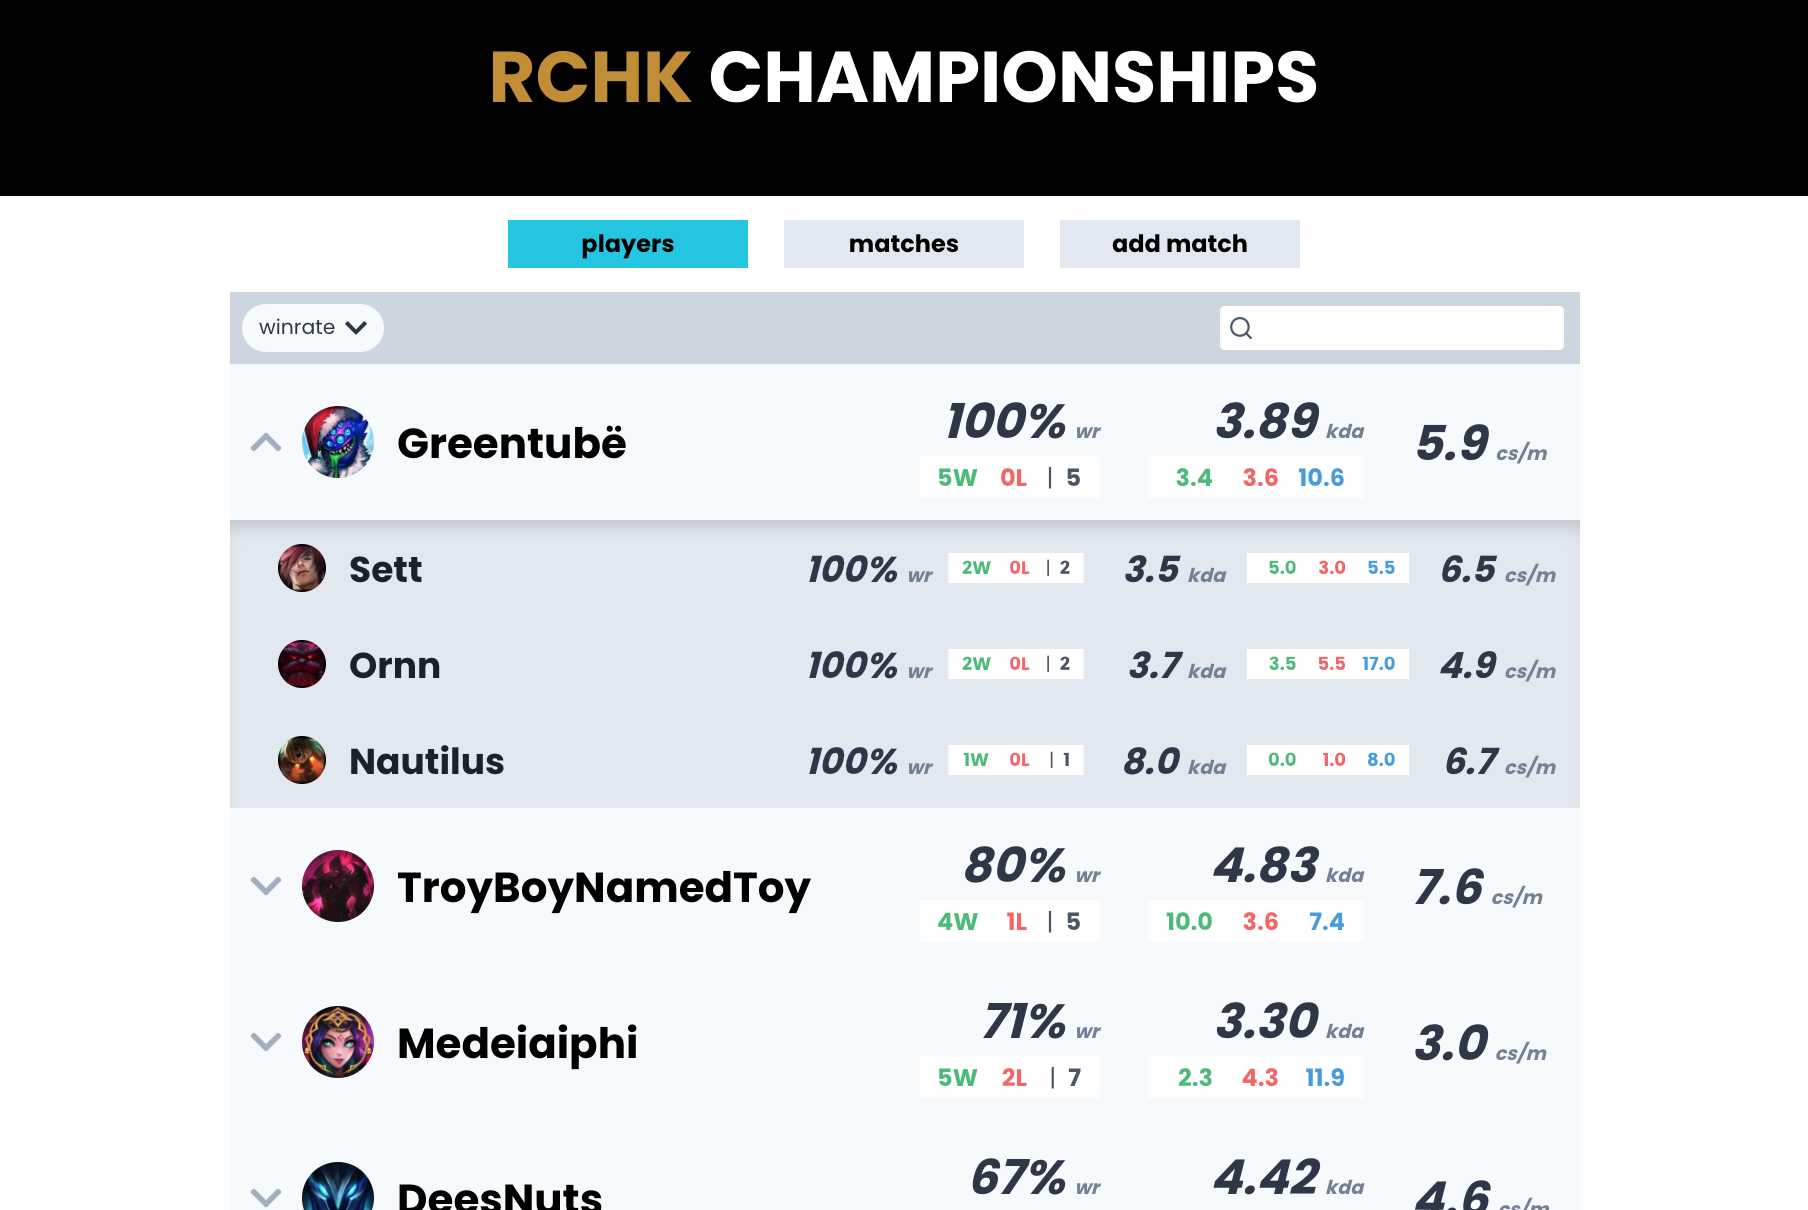 RCHK CHAMPIONSHIPS
players matches add match
winrate
Greentubë 100% wr 3.89 kda 5.9 cs/m
5W 0L | 5 3.4 3.6 10.6
Sett 100% wr 2W 0L | 2 3.5 kda 5.0 3.0 5.5 6.5 cs/m
Ornn 100% wr 2W 0L | 2 3.7 kda 3.5 5.5 17.0 4.9 cs/m
Nautilus 100% wr 1W 0L | 1 8.0 kda 0.0 1.0 8.0 6.7 cs/m
TroyBoyNamedToy 80% wr 4.83 kda 7.6 cs/m
4W 1L | 5 10.0 3.6 7.4
Medeiaiphi 71% wr 3.30 kda 3.0 cs/m
5W 2L | 7 2.3 4.3 11.9
DeesNuts 67% wr 4.42 kda 4.6 cs/m